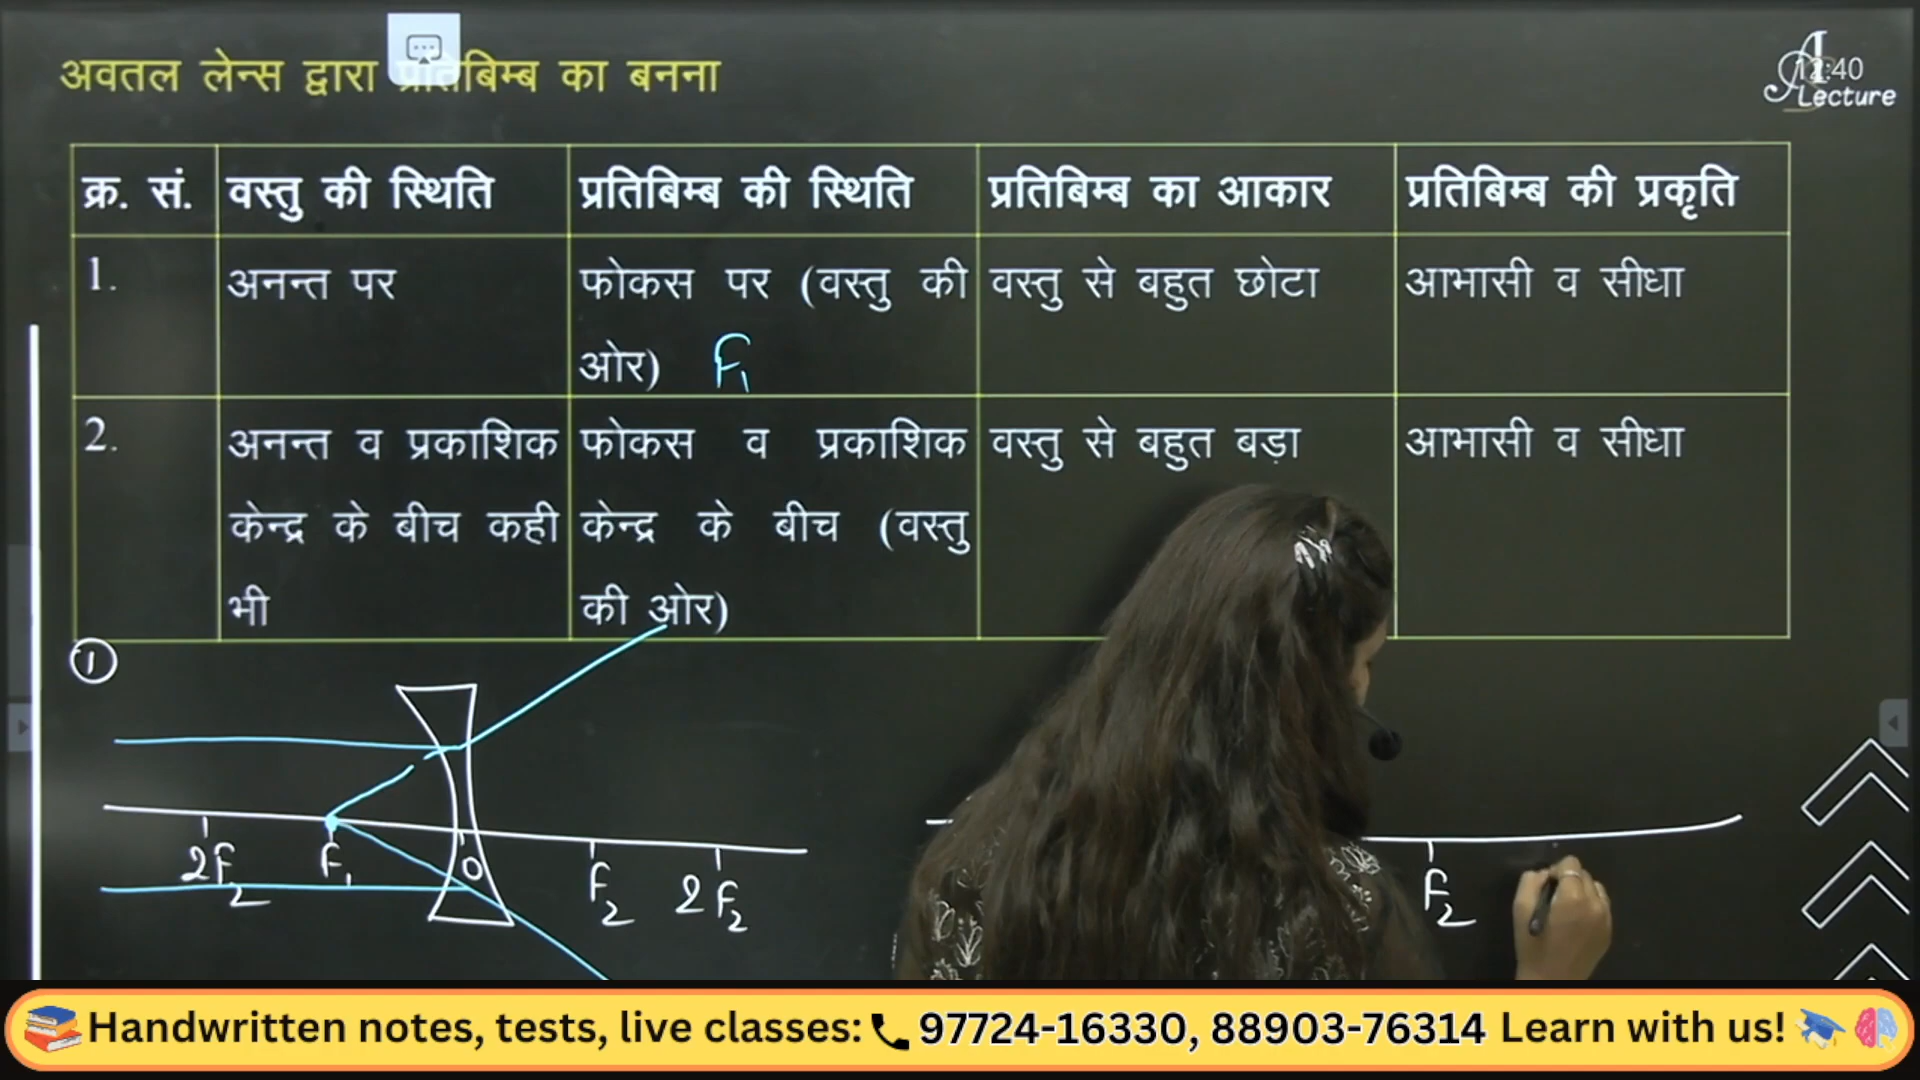 अवतल लेन्स द्वारा प्रतिबिम्ब का बनना
12:40
Lecture
क्र. सं. वस्तु की स्थिति प्रतिबिम्ब की स्थिति प्रतिबिम्ब का आकार प्रतिबिम्ब की प्रकृति
1. अनन्त पर फोकस पर (वस्तु की वस्तु से बहुत छोटा आभासी व सीधा
ओर) F₁
2. अनन्त व प्रकाशिक फोकस व प्रकाशिक वस्तु से बहुत बड़ा आभासी व सीधा
केन्द्र के बीच कही केन्द्र के बीच (वस्तु
भी की ओर)
1
2F₂ F₁ O F₂ 2F₂ F₂
Handwritten notes, tests, live classes: 97724-16330, 88903-76314 Learn with us!